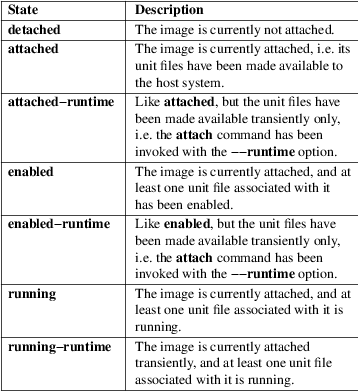 State Description
detached The image is currently not attached.
attached The image is currently attached, i.e. its
unit files have been made available to
the host system.
attached−runtime Like attached, but the unit files have
been made available transiently only,
i.e. the attach command has been
invoked with the −−runtime option.
enabled The image is currently attached, and at
least one unit file associated with it
has been enabled.
enabled−runtime Like enabled, but the unit files have
been made available transiently only,
i.e. the attach command has been
invoked with the −−runtime option.
running The image is currently attached, and at
least one unit file associated with it is
running.
running−runtime The image is currently attached
transiently, and at least one unit file
associated with it is running.